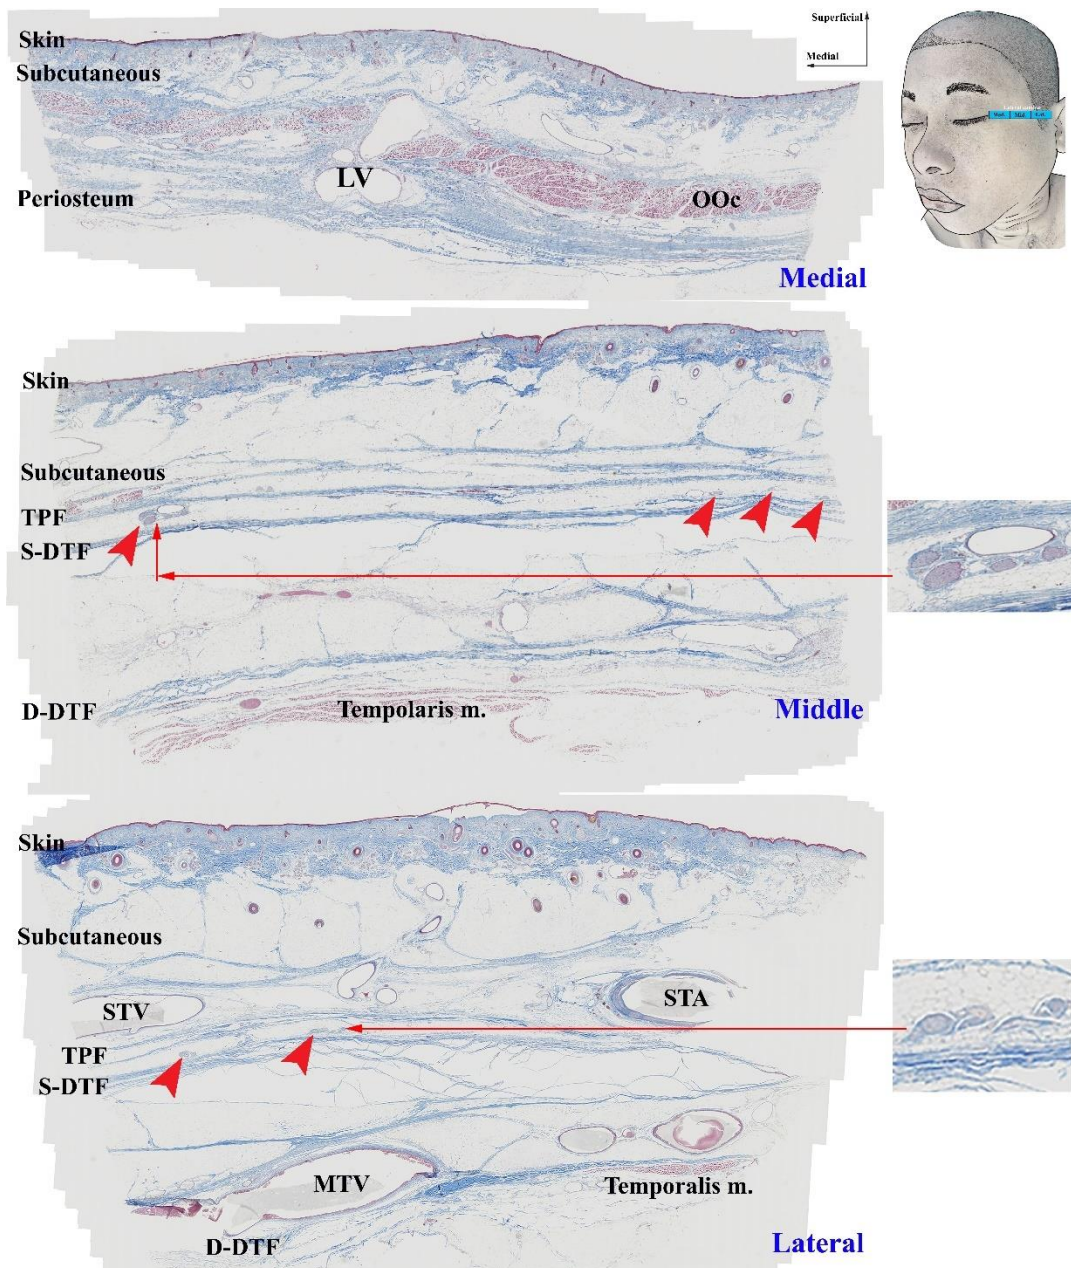 Skin
Subcutaneous
Periosteum
LV
OOc
Medial
Superficial
Medial
Mid
Skin
Subcutaneous
TPF
S-DTF
D-DTF
Tempolaris m.
Middle
Skin
Subcutaneous
STV
STA
TPF
S-DTF
MTV
Temporalis m.
D-DTF
Lateral